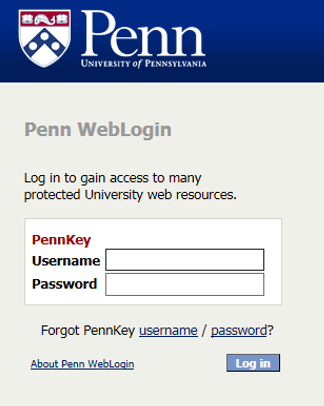 Penn
UNIVERSITY of PENNSYLVANIA
Penn WebLogin
Log in to gain access to many
protected University web resources.
PennKey
Username
Password
Forgot PennKey username / password?
About Penn WebLogin
Log in